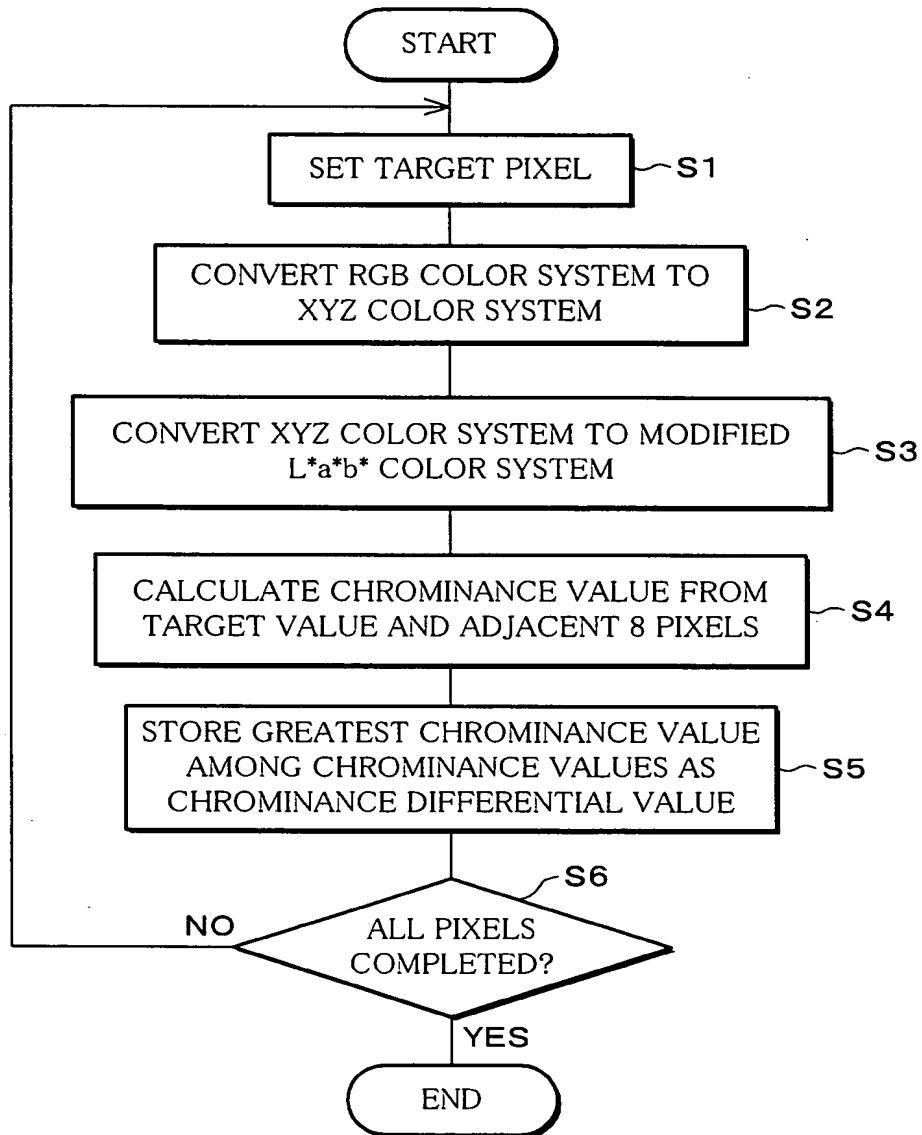 START
SET TARGET PIXEL
S1
CONVERT RGB COLOR SYSTEM TO
XYZ COLOR SYSTEM
S2
CONVERT XYZ COLOR SYSTEM TO MODIFIED
L*a*b* COLOR SYSTEM
S3
CALCULATE CHROMINANCE VALUE FROM
TARGET VALUE AND ADJACENT 8 PIXELS
S4
STORE GREATEST CHROMINANCE VALUE
AMONG CHROMINANCE VALUES AS
CHROMINANCE DIFFERENTIAL VALUE
S5
S6
NO
ALL PIXELS
COMPLETED?
YES
END